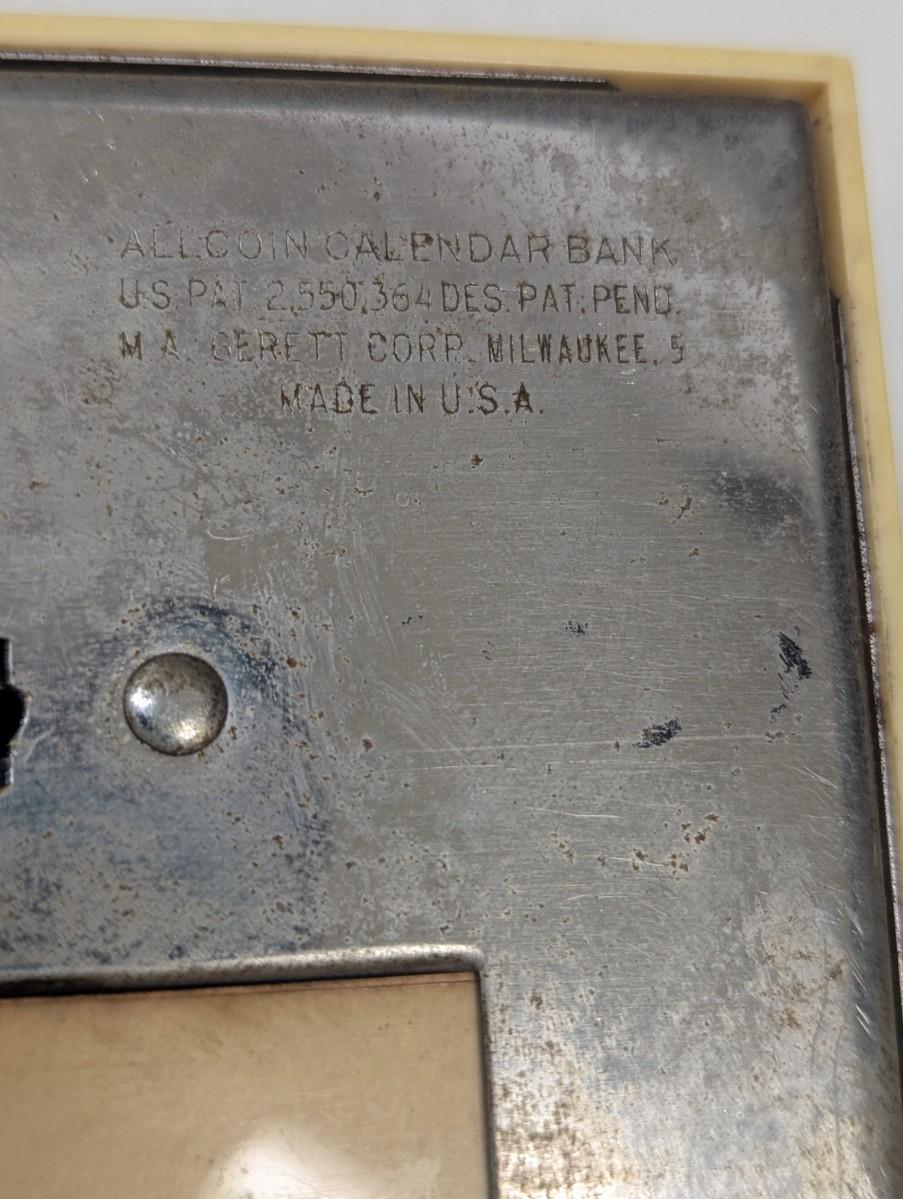 ALL COIN CALENDAR BANK
U.S. PAT. 2,550,364 DES. PAT. PEND.
M. A. GERETT CORP. MILWAUKEE, 5
MADE IN U.S.A.